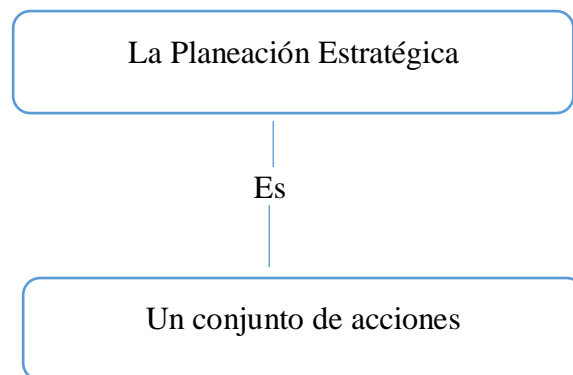 La Planeación Estratégica
Es
Un conjunto de acciones